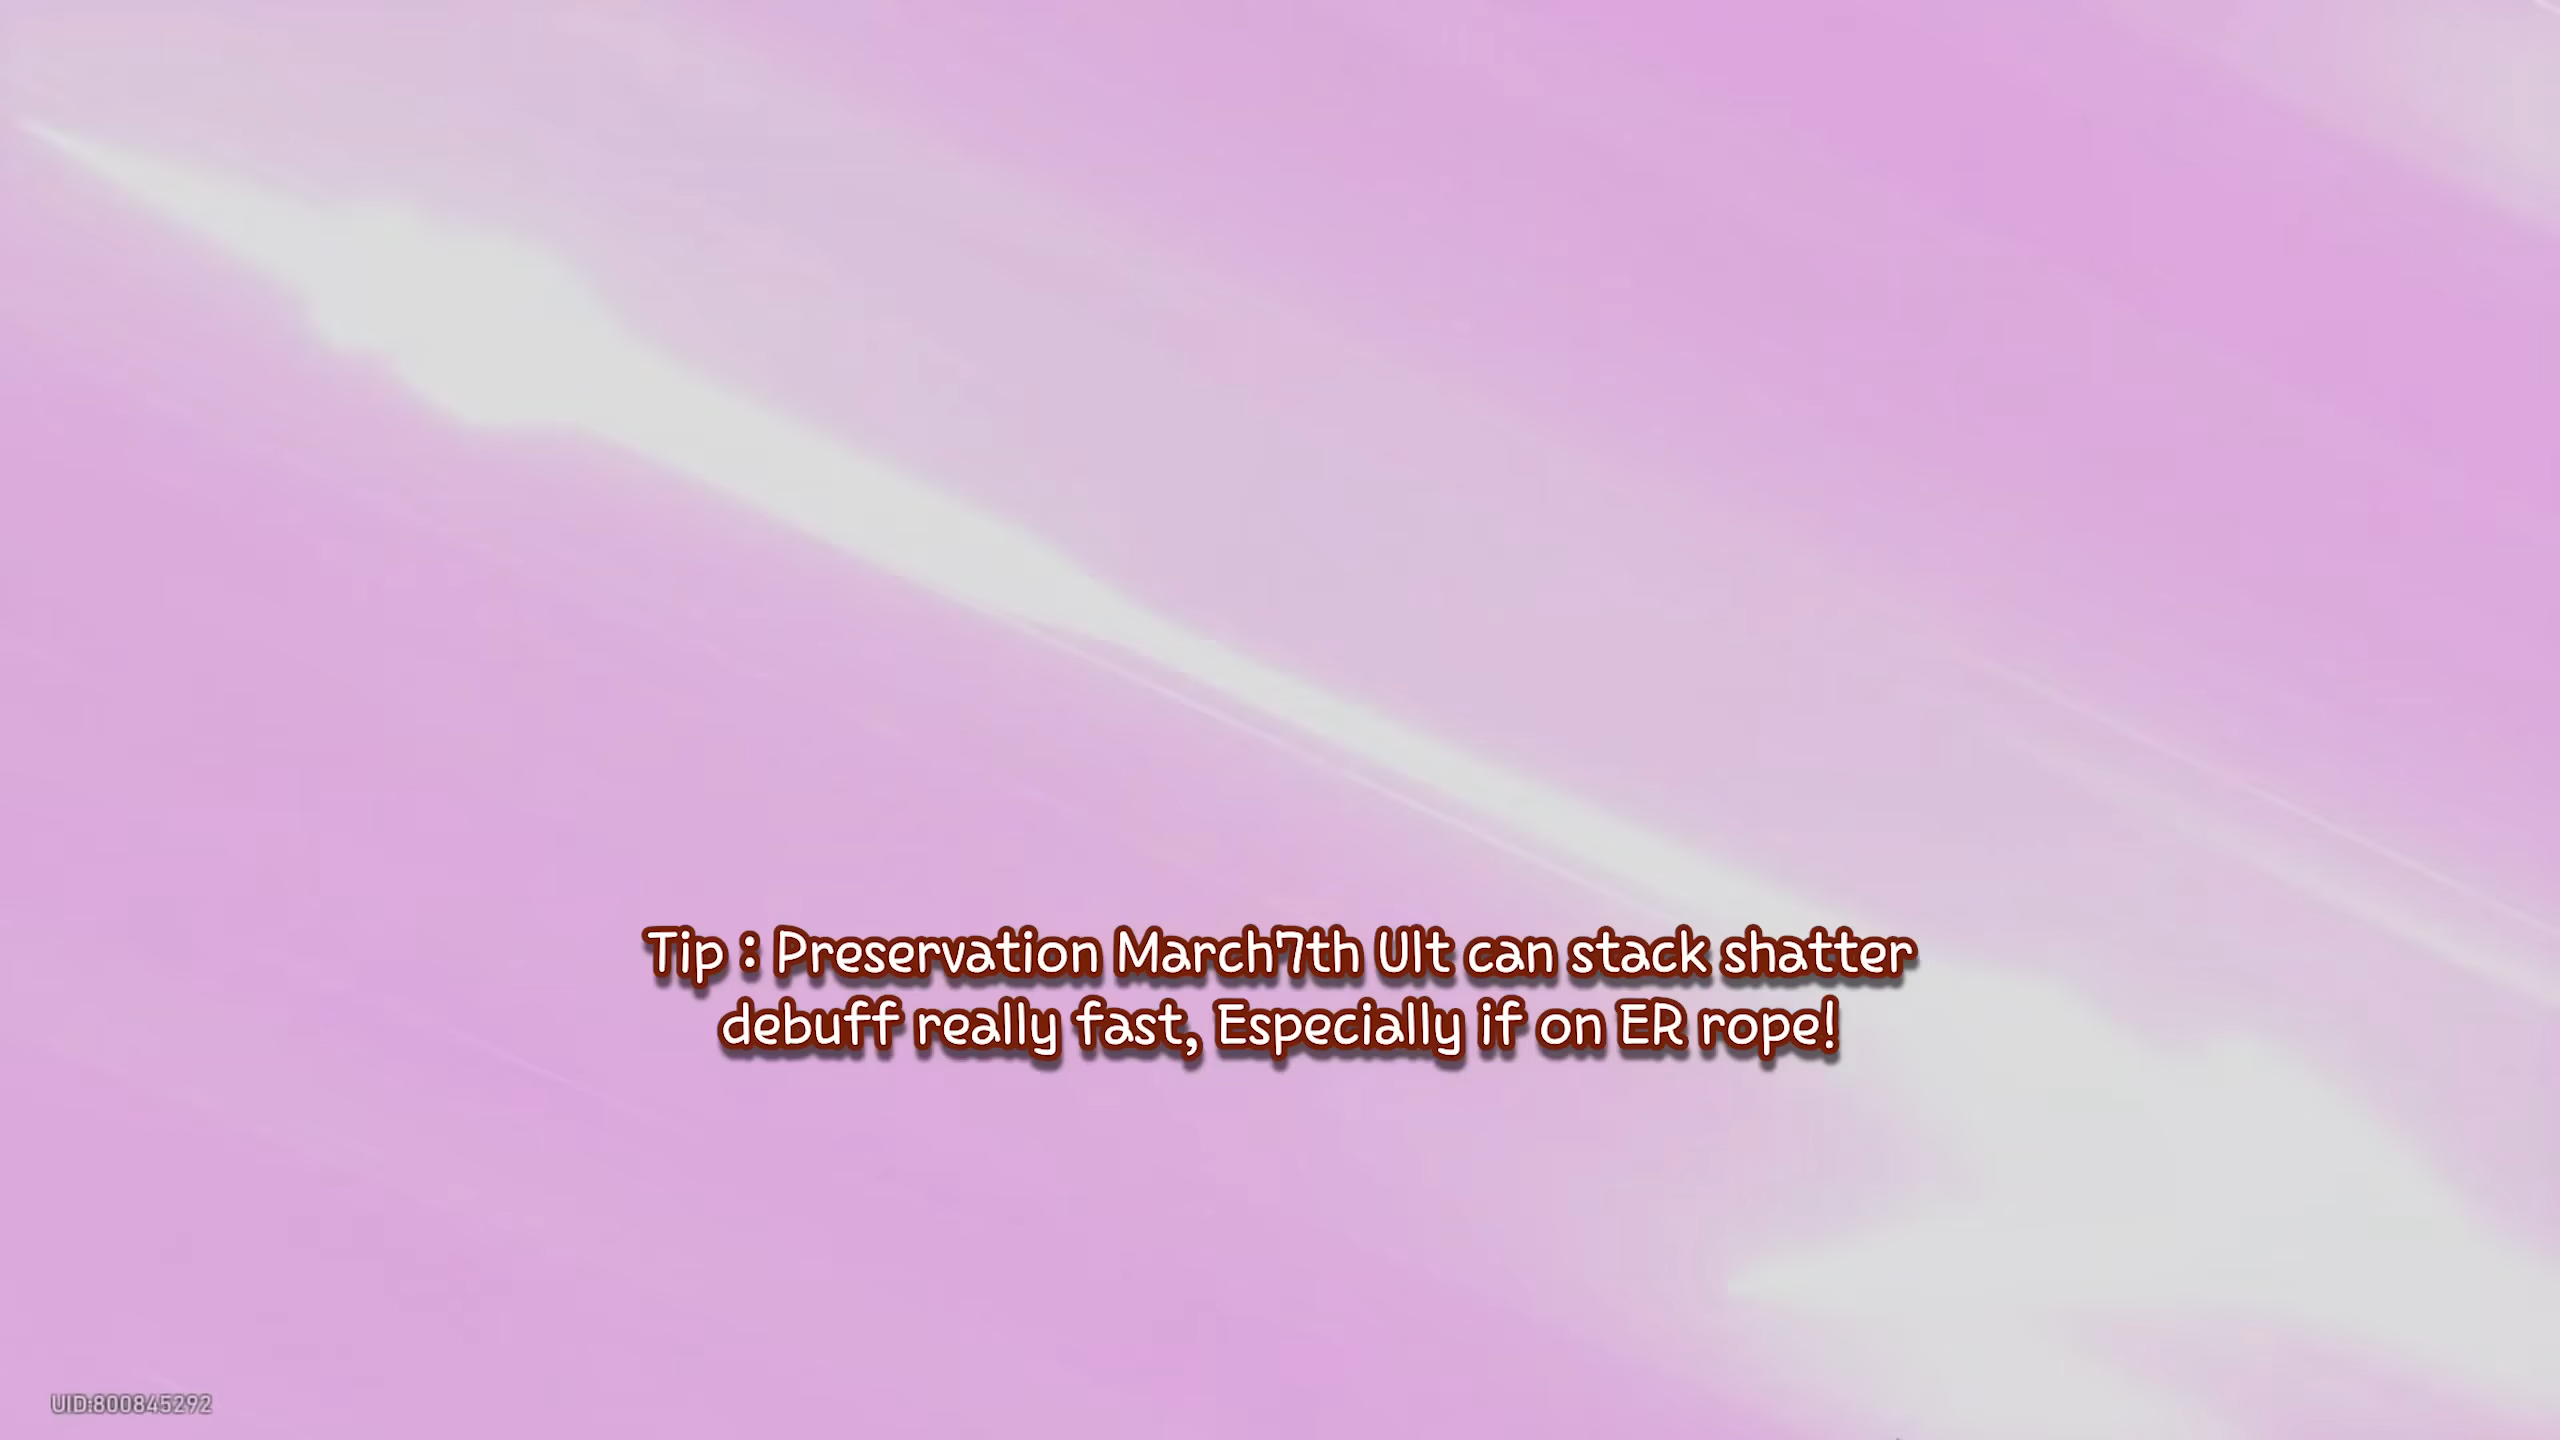 Tip : Preservation March7th Ult can stack shatter
debuff really fast, Especially if on ER rope!
UID:800845292